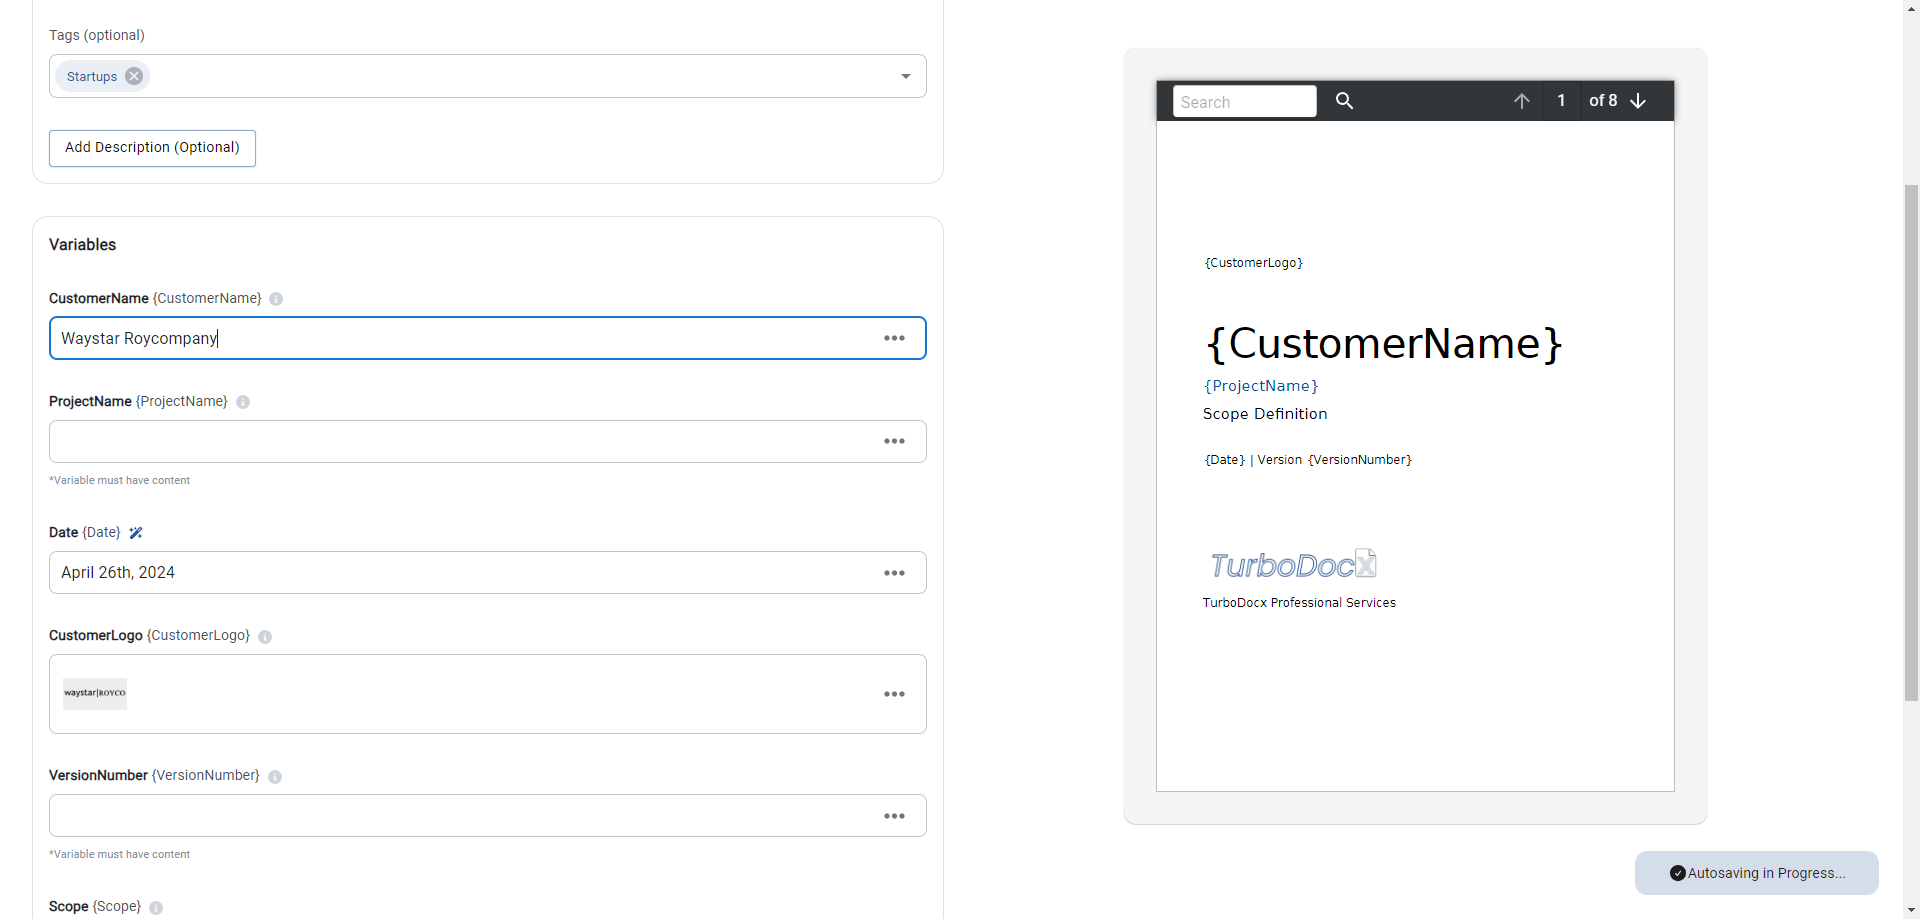 Tags (optional)
Startups
Add Description (Optional)
Variables
CustomerName {CustomerName}
Waystar Roycompany
ProjectName {ProjectName}
*Variable must have content
Date {Date}
April 26th, 2024
CustomerLogo {CustomerLogo}
waystar|ROYCO
VersionNumber {VersionNumber}
*Variable must have content
Scope {Scope}
Search
1 of 8
{CustomerLogo}
{CustomerName}
{ProjectName}
Scope Definition
{Date} | Version {VersionNumber}
TurboDocX
TurboDocx Professional Services
Autosaving in Progress...